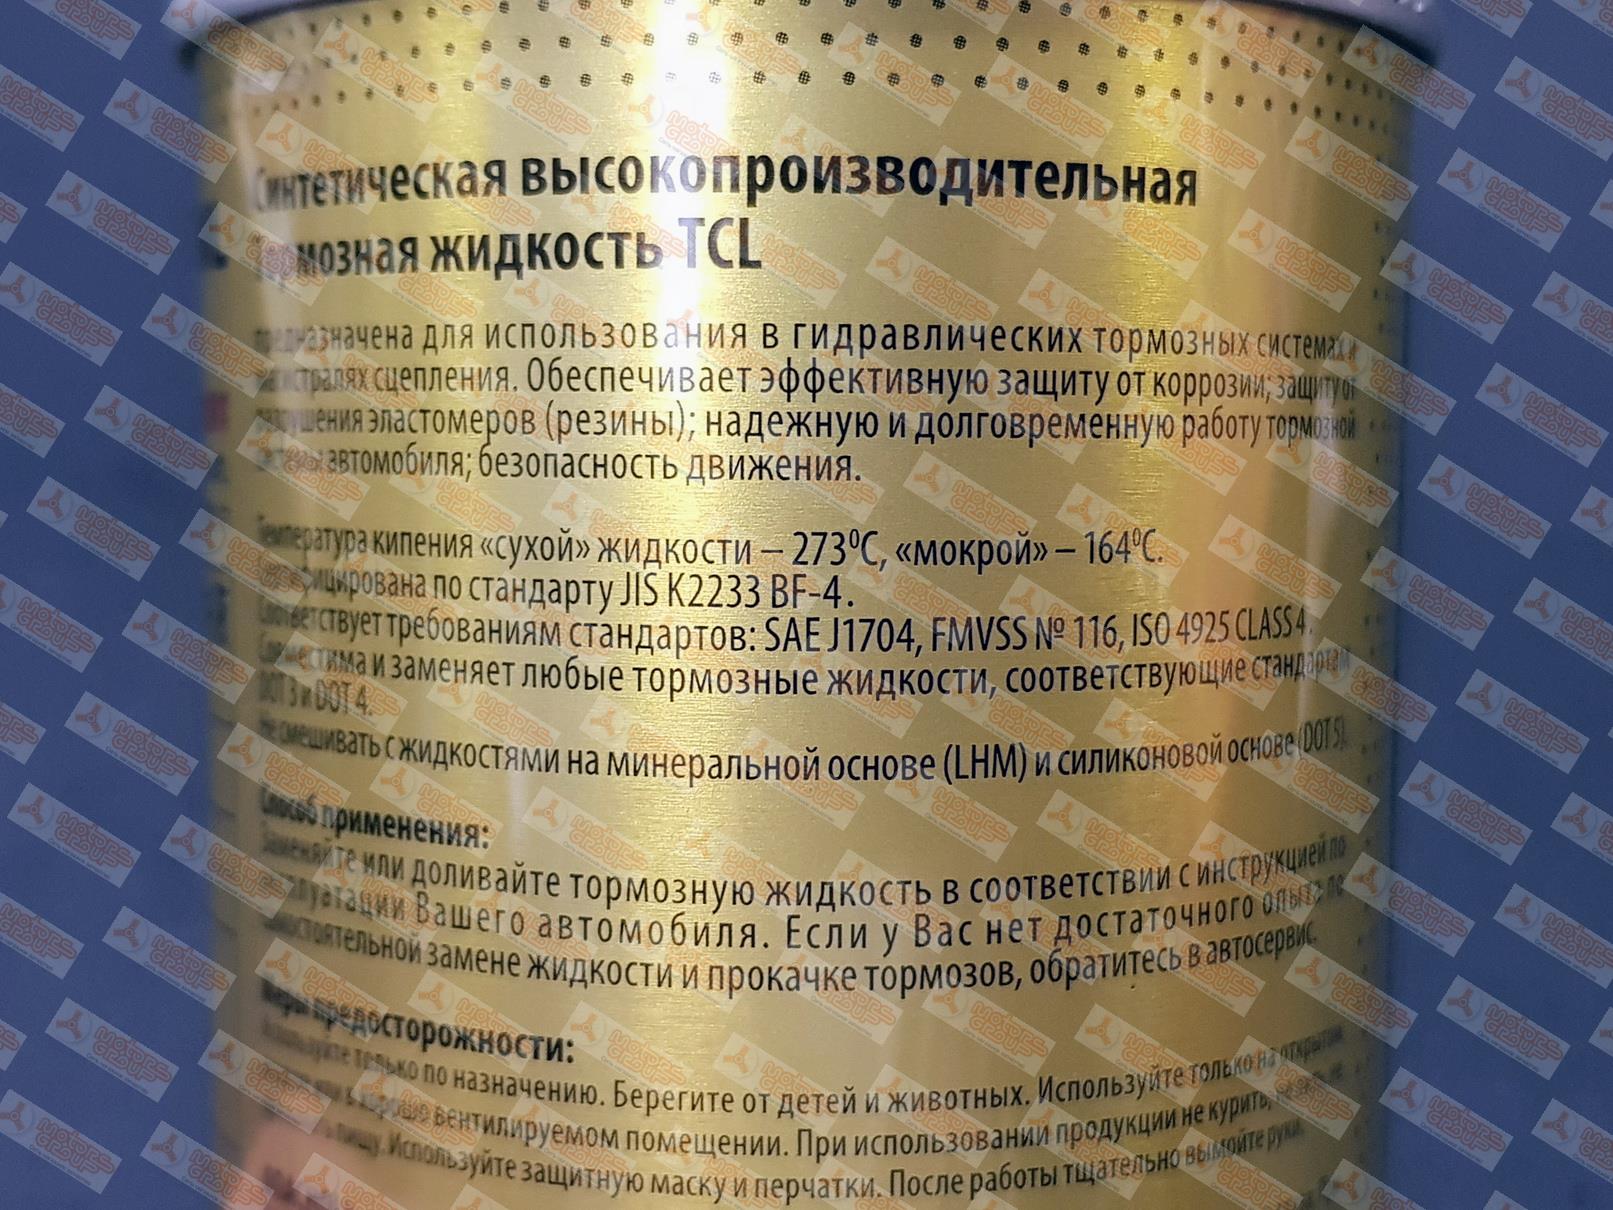 Синтетическая высокопроизводительная
тормозная жидкость TCL
предназначена для использования в гидравлических тормозных системах и
магистралях сцепления. Обеспечивает эффективную защиту от коррозии; защиту от
разрушения эластомеров (резины); надежную и долговременную работу тормозной
системы автомобиля; безопасность движения.
Температура кипения «сухой» жидкости – 273⁰С, «мокрой» – 164⁰С.
по стандарту JIS K2233 BF-4.
Соответствует требованиям стандартов: SAE J1704, FMVSS № 116, ISO 4925 CLASS 4.
Совместима и заменяет любые тормозные жидкости, соответствующие стандартам
DOT 3 и DOT 4.
Не смешивать с жидкостями на минеральной основе (LHM) и силиконовой основе (DOT 5).
Способ применения:
Заменяйте или доливайте тормозную жидкость в соответствии с инструкцией по
эксплуатации Вашего автомобиля. Если у Вас нет достаточного опыта по
самостоятельной замене жидкости и прокачке тормозов, обратитесь в автосервис.
Меры предосторожности:
Используйте только по назначению. Берегите от детей и животных. Используйте только на открытом
или в хорошо вентилируемом помещении. При использовании продукции не курить, не
пищу. Используйте защитную маску и перчатки. После работы тщательно вымойте руки.